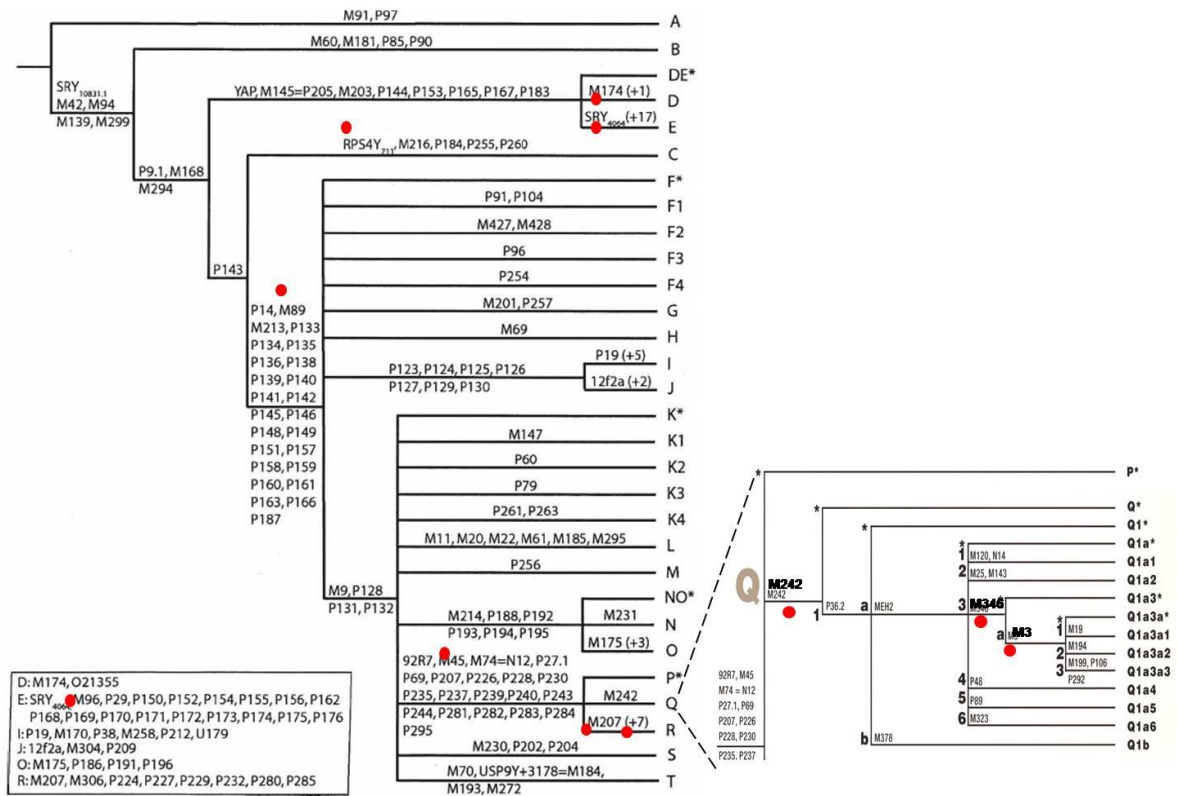 M91, P97
A
M60, M181, P85, P90
B
SRY10831.1
M42, M94
M139, M299
DE*
YAP, M145=P205, M203, P144, P153, P165, P167, P183
M174 (+1)
D
SRY4064 (+17)
E
RPS4Y711, M216, P184, P255, P260
C
P9.1, M168
M294
F*
P91, P104
F1
M427, M428
F2
P96
F3
P143
P254
F4
M201, P257
G
M69
H
P14, M89
M213, P133
P134, P135
P136, P138
P139, P140
P141, P142
P145, P146
P148, P149
P151, P157
P158, P159
P160, P161
P163, P166
P187
P19 (+5)
I
P123, P124, P125, P126
P127, P129, P130
12f2a (+2)
J
K*
M147
K1
P60
K2
P79
K3
P261, P263
K4
M11, M20, M22, M61, M185, M295
L
P256
M
M9, P128
P131, P132
NO*
M214, P188, P192
P193, P194, P195
M231
N
M175 (+3)
O
92R7, M45, M74=N12, P27.1
P69, P207, P226, P228, P230
P235, P237, P239, P240, P243
P244, P281, P282, P283, P284
P295
P*
M242
Q
M207 (+7)
R
M230, P202, P204
S
M70, USP9Y+3178=M184,
M193, M272
T
D: M174, O21355
E: SRY4064, M96, P29, P150, P152, P154, P155, P156, P162
P168, P169, P170, P171, P172, P173, P174, P175, P176
I: P19, M170, P38, M258, P212, U179
J: 12f2a, M304, P209
O: M175, P186, P191, P196
R: M207, M306, P224, P227, P229, P232, P280, P285
* P*
* Q*
* Q1*
* Q1a*
1 M120, N14 Q1a1
2 M25, M143 Q1a2
Q M242
M242
1 P36.2
a MEH2
3 M346
* Q1a3*
a M3
* Q1a3a*
1 M19 Q1a3a1
2 M194 Q1a3a2
3 M199, P106 Q1a3a3
P292
4 P48 Q1a4
5 P89 Q1a5
6 M323 Q1a6
b M378 Q1b
92R7, M45
M74 = N12
P27.1, P69
P207, P226
P228, P230
P235, P237